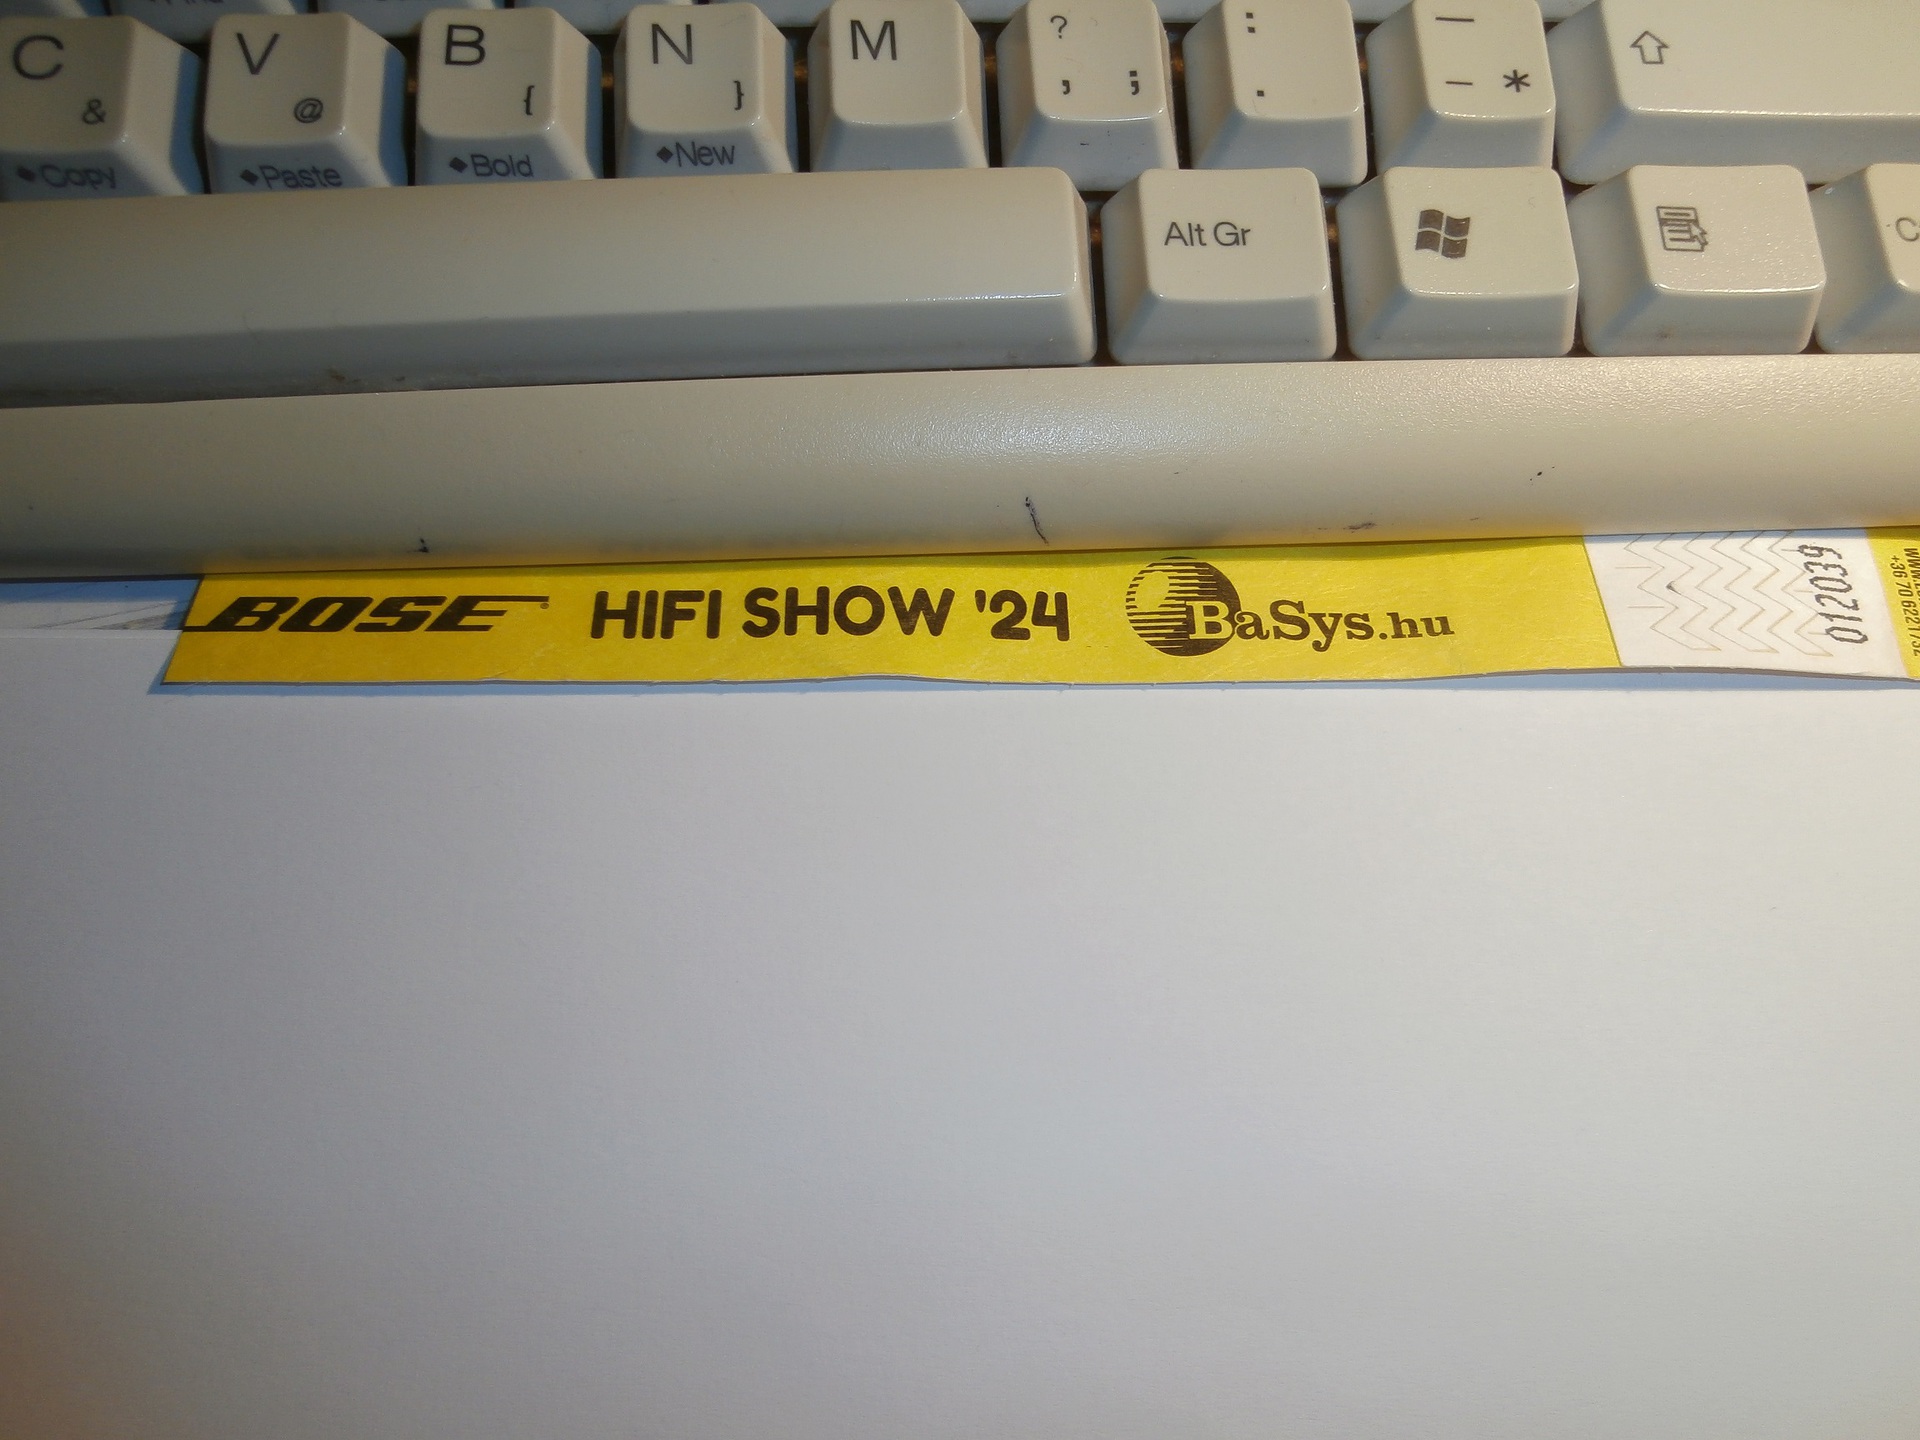 C V B N M ? :
& @ { } , ; . - *
Copy Paste Bold New
Alt Gr
BOSE HIFI SHOW '24 BaSys.hu
012039